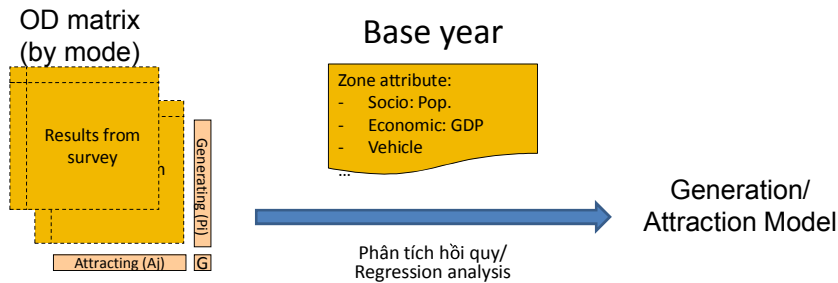 OD matrix
(by mode)
Base year
Zone attribute:
- Socio: Pop.
- Economic: GDP
- Vehicle
...
Results from
survey
Generating (Pi)
Attracting (Aj)
G
Generation/
Attraction Model
Phân tích hồi quy/
Regression analysis